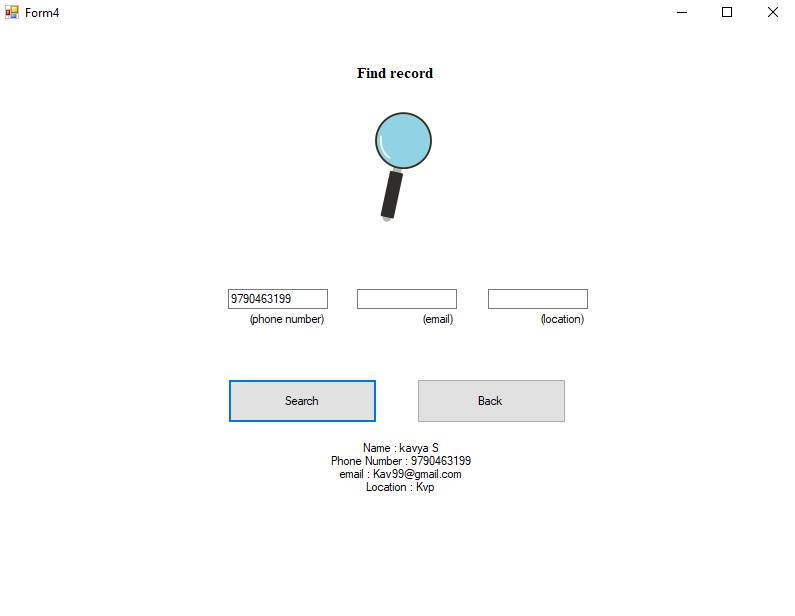 Form4
Find record
9790463199
(phone number) (email) (location)
Search Back
Name : kavya S
Phone Number : 9790463199
email : Kav99@gmail.com
Location : Kvp